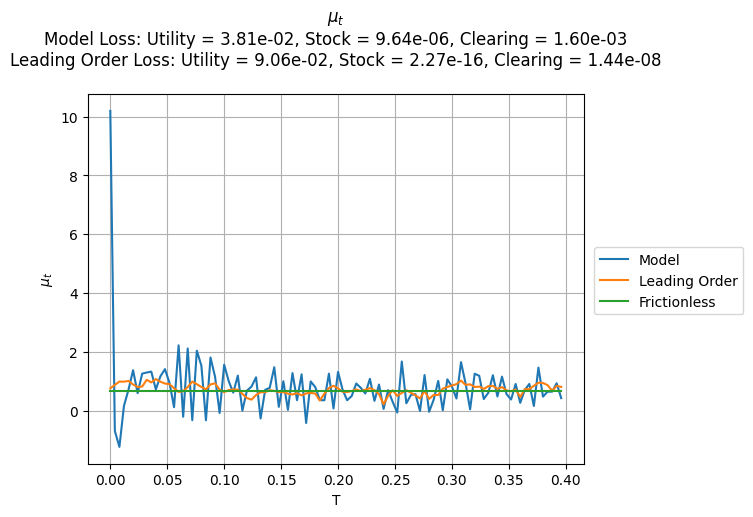 μt
Model Loss: Utility = 3.81e-02, Stock = 9.64e-06, Clearing = 1.60e-03
Leading Order Loss: Utility = 9.06e-02, Stock = 2.27e-16, Clearing = 1.44e-08
10
8
6
4
2
0
μt
0.00 0.05 0.10 0.15 0.20 0.25 0.30 0.35 0.40
T
Model
Leading Order
Frictionless